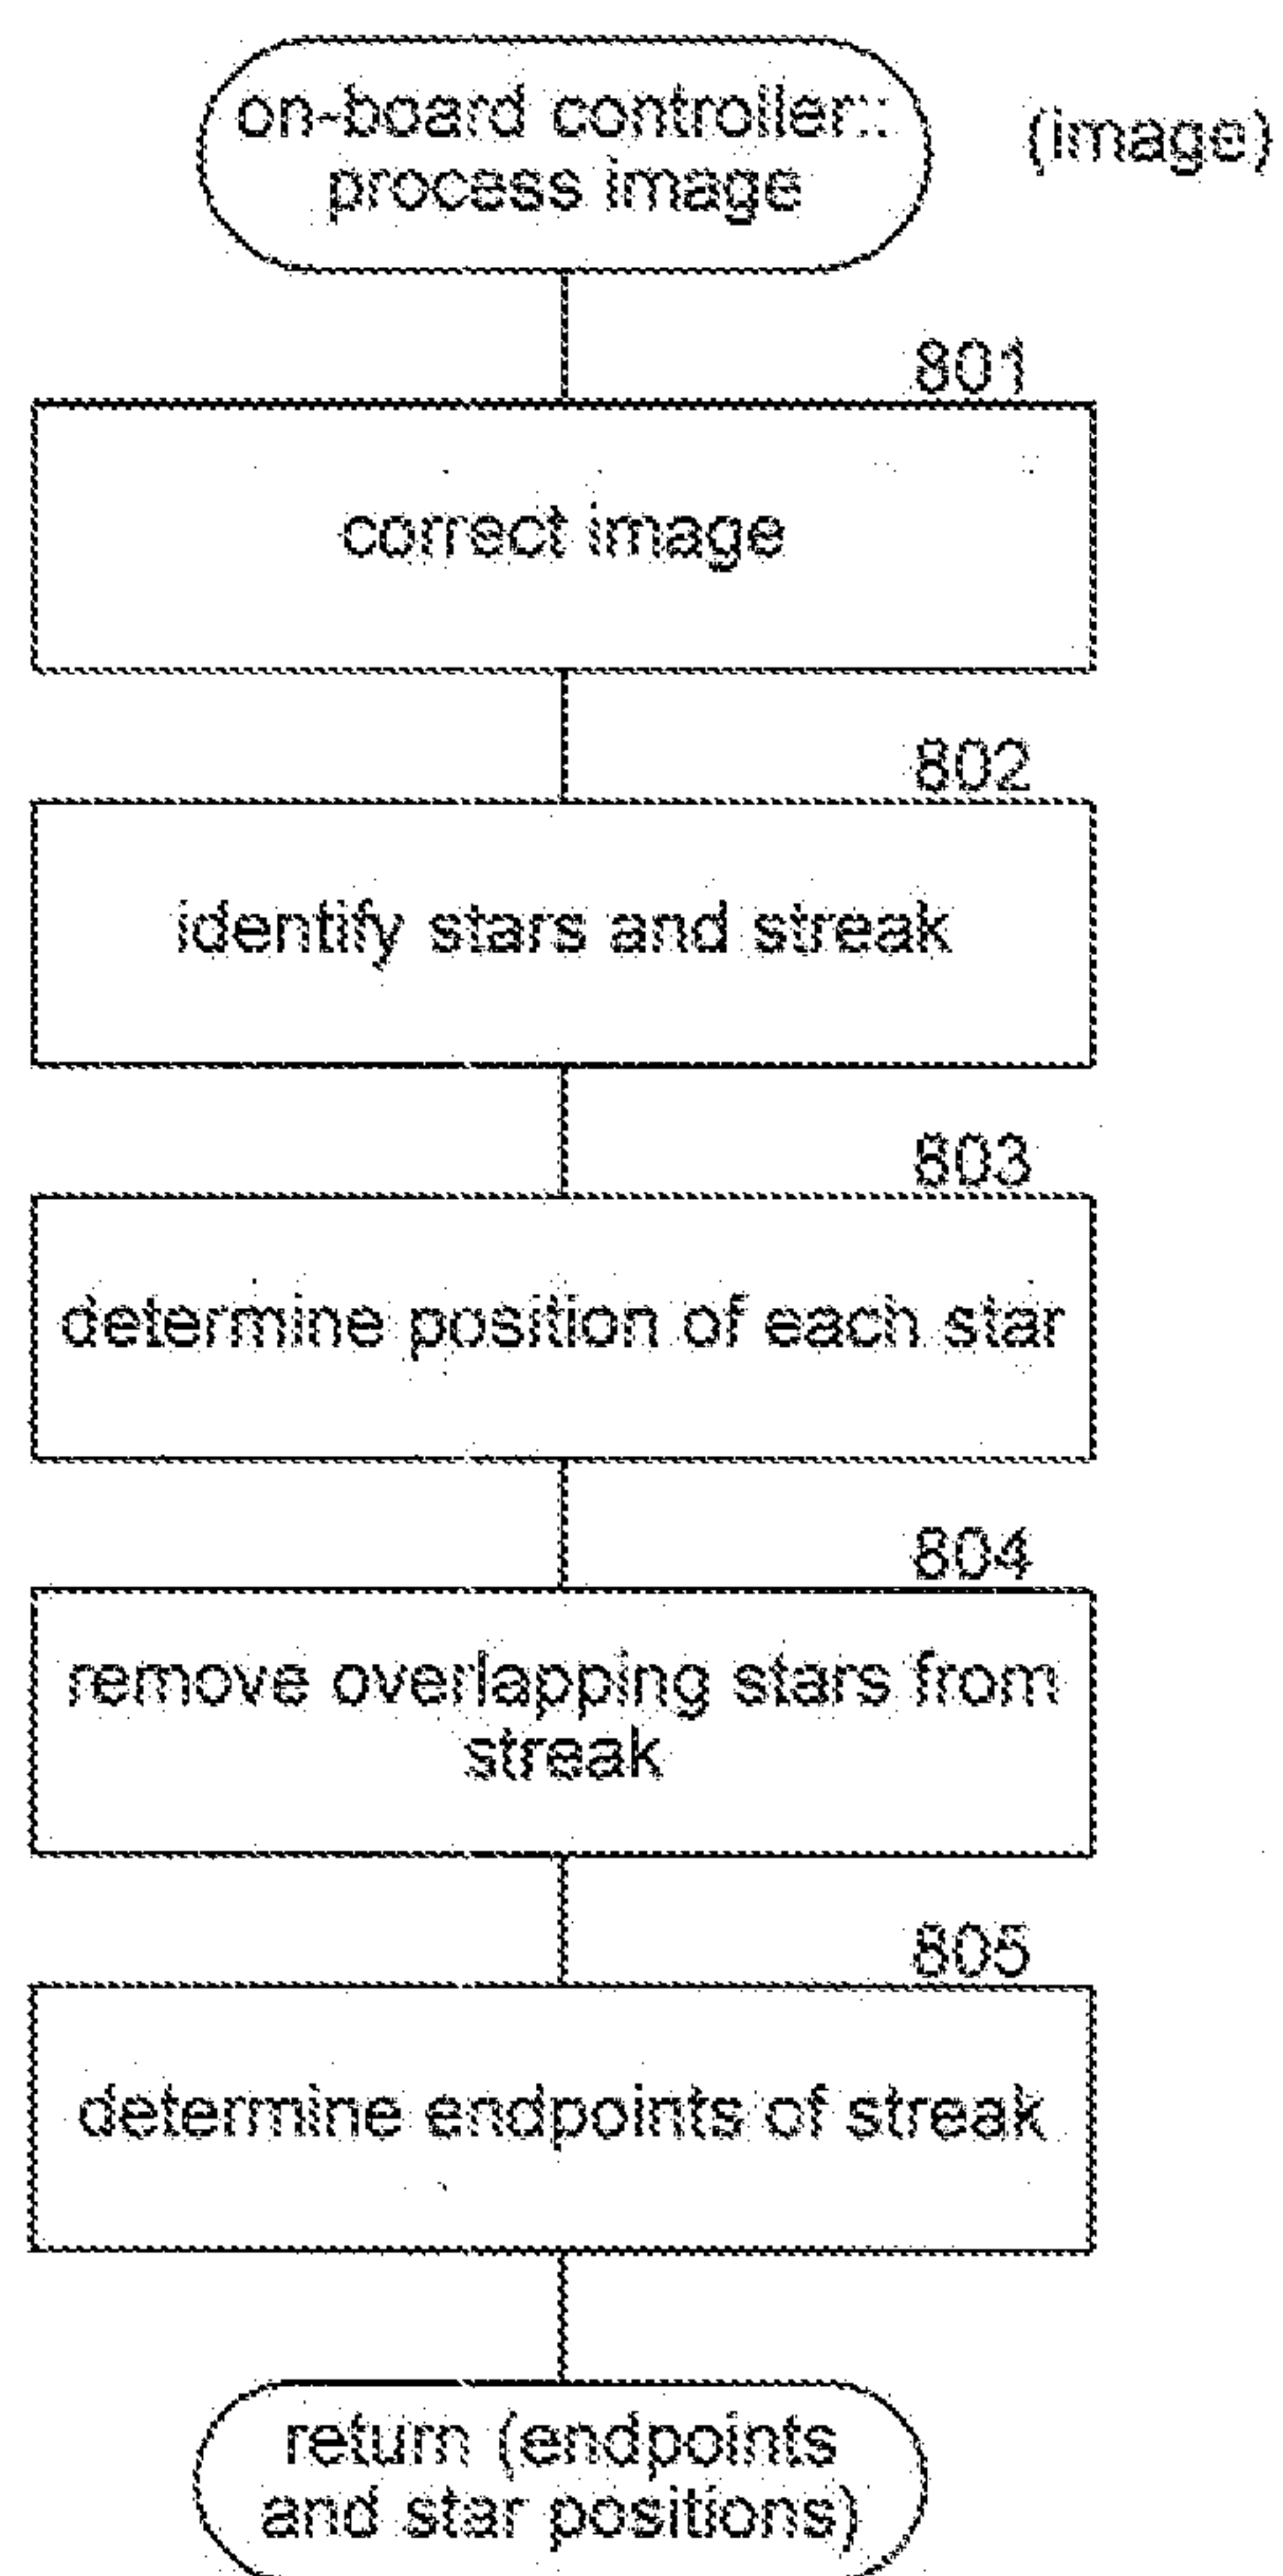 on-board controller::
process image
(image)
801
correct image
802
identify stars and streak
803
determine position of each star
804
remove overlapping stars from
streak
805
determine endpoints of streak
return (endpoints
and star positions)